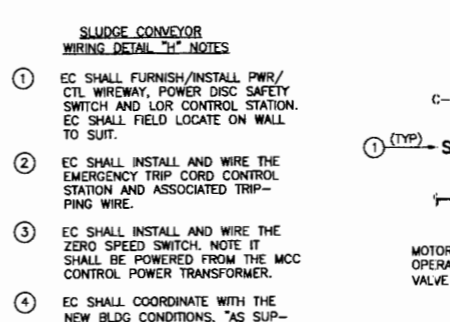 SLUDGE CONVEYOR
WIRING DETAIL "H" NOTES
1 EC SHALL FURNISH/INSTALL PWR/
CTL WIREWAY, POWER DISC SAFETY
SWITCH AND LOR CONTROL STATION.
EC SHALL FIELD LOCATE ON WALL
TO SUIT.
2 EC SHALL INSTALL AND WIRE THE
EMERGENCY TRIP CORD CONTROL
STATION AND ASSOCIATED TRIP–
PING WIRE.
3 EC SHALL INSTALL AND WIRE THE
ZERO SPEED SWITCH. NOTE IT
SHALL BE POWERED FROM THE MCC
CONTROL POWER TRANSFORMER.
4 EC SHALL COORDINATE WITH THE
NEW BLDG CONDITIONS, "AS SUP–
C–
1 (TYP) S
MOTOR
OPERA
VALVE